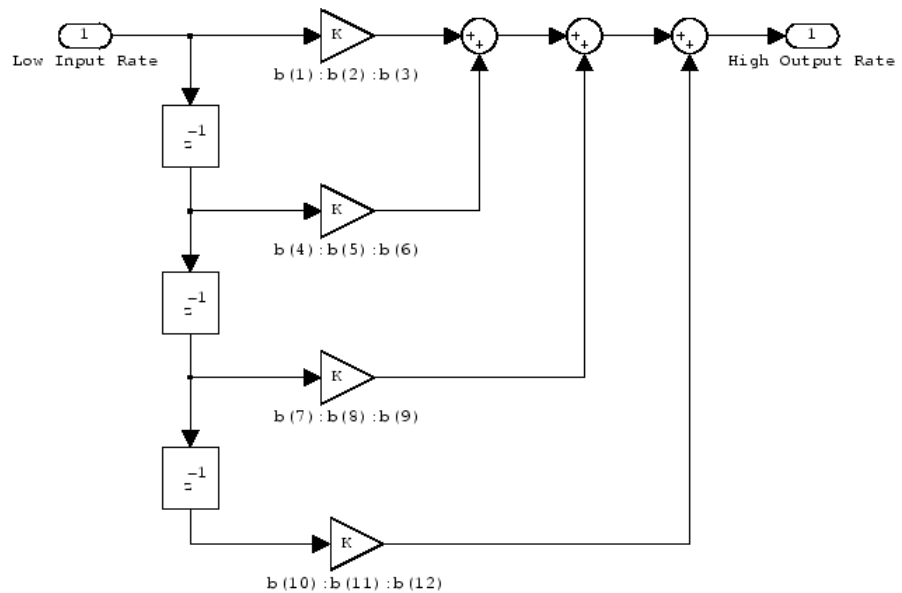 1
K
+
+
+
+
+
+
1
Low Input Rate
High Output Rate
b(1):b(2):b(3)
z^-1
K
b(4):b(5):b(6)
z^-1
K
b(7):b(8):b(9)
z^-1
K
b(10):b(11):b(12)